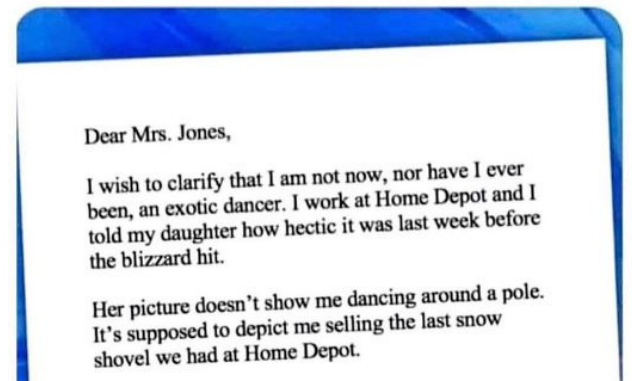 Dear Mrs. Jones,
I wish to clarify that I am not now, nor have I ever
been, an exotic dancer. I work at Home Depot and I
told my daughter how hectic it was last week before
the blizzard hit.
Her picture doesn’t show me dancing around a pole.
It’s supposed to depict me selling the last snow
shovel we had at Home Depot.